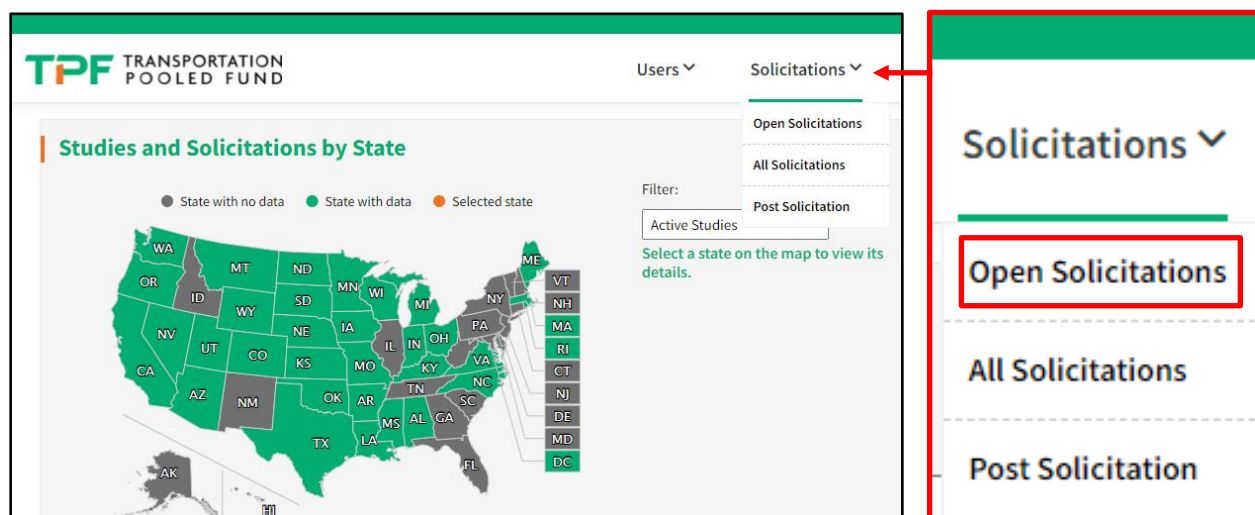 TPF TRANSPORTATION
POOLED FUND
Users
Solicitations
Open Solicitations
All Solicitations
Post Solicitation
Studies and Solicitations by State
State with no data
State with data
Selected state
Filter:
Active Studies
Select a state on the map to view its
details.
WA
OR
ID
MT
ND
MN
WI
MI
NY
ME
VT
NH
MA
RI
CT
NJ
DE
MD
DC
NV
CA
UT
WY
SD
NE
IA
IL
IN
OH
PA
CO
KS
MO
KY
VA
AZ
NM
OK
AR
TN
NC
SC
MS
AL
GA
TX
LA
FL
AK
HI
Solicitations
Open Solicitations
All Solicitations
Post Solicitation